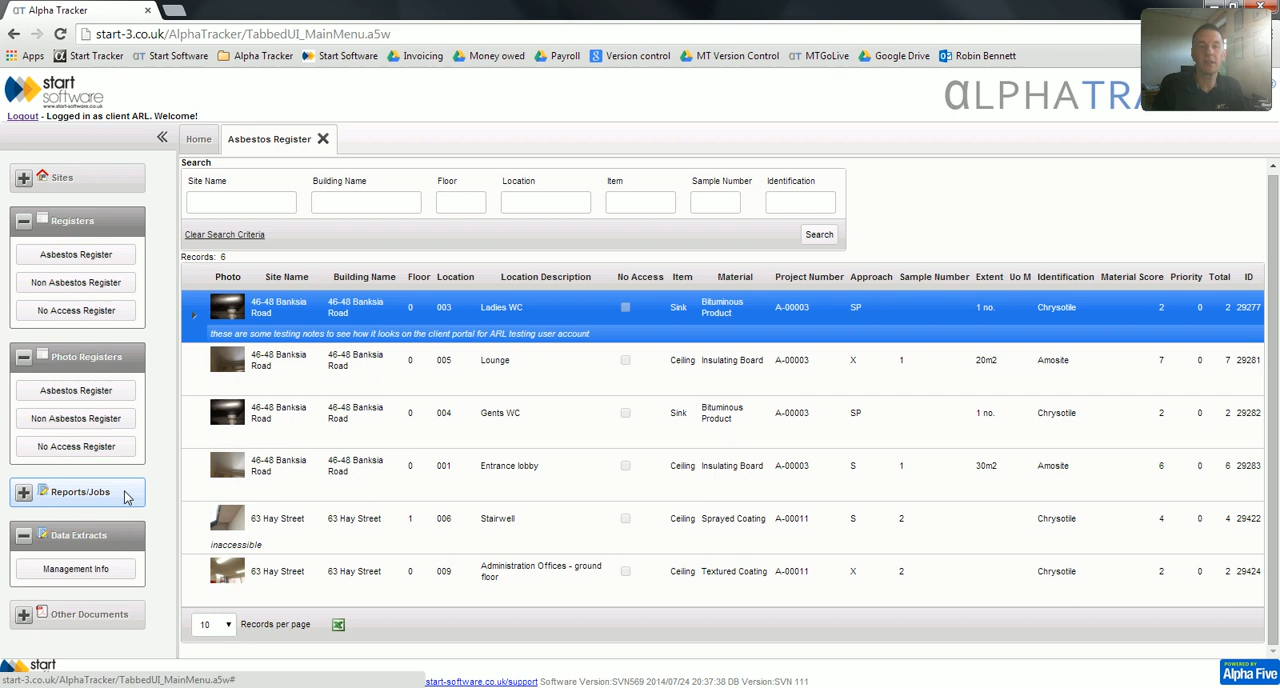 Alpha Tracker
start-3.co.uk/AlphaTracker/TabbedUI_MainMenu.a5w
Apps Start Tracker Start Software Alpha Tracker Start Software Invoicing Money owed Payroll Version control MT Version Control MTGoLive Google Drive Robin Bennett
start
software
www.start-software.co.uk
αLPHATR
Logout - Logged in as client ARL. Welcome!
Home Asbestos Register
Sites
Registers
Asbestos Register
Non Asbestos Register
No Access Register
Photo Registers
Asbestos Register
Non Asbestos Register
No Access Register
Reports/Jobs
Data Extracts
Management Info
Other Documents
Search
Site Name Building Name Floor Location Item Sample Number Identification
Clear Search Criteria Search
Records: 6
Photo Site Name Building Name Floor Location Location Description No Access Item Material Project Number Approach Sample Number Extent Uo M Identification Material Score Priority Total ID
46-48 Banksia Road 46-48 Banksia Road 0 003 Ladies WC Sink Bituminous Product A-00003 SP 1 no. Chrysotile 2 0 2 29277
these are some testing notes to see how it looks on the client portal for ARL testing user account
46-48 Banksia Road 46-48 Banksia Road 0 005 Lounge Ceiling Insulating Board A-00003 X 1 20m2 Amosite 7 0 7 29281
46-48 Banksia Road 46-48 Banksia Road 0 004 Gents WC Sink Bituminous Product A-00003 SP 1 no. Chrysotile 2 0 2 29282
46-48 Banksia Road 46-48 Banksia Road 0 001 Entrance lobby Ceiling Insulating Board A-00003 S 1 30m2 Amosite 6 0 6 29283
63 Hay Street 63 Hay Street 1 006 Stairwell Ceiling Sprayed Coating A-00011 S 2 Chrysotile 4 0 4 29422
inaccessible
63 Hay Street 63 Hay Street 0 009 Administration Offices - ground floor Ceiling Textured Coating A-00011 X 2 Chrysotile 2 0 2 29424
10 Records per page
start
start-3.co.uk/AlphaTracker/TabbedUI_MainMenu.a5w#
start-software.co.uk/support Software Version:SVN569 2014/07/24 20:37:38 DB Version:SVN 111
POWERED BY
Alpha Five